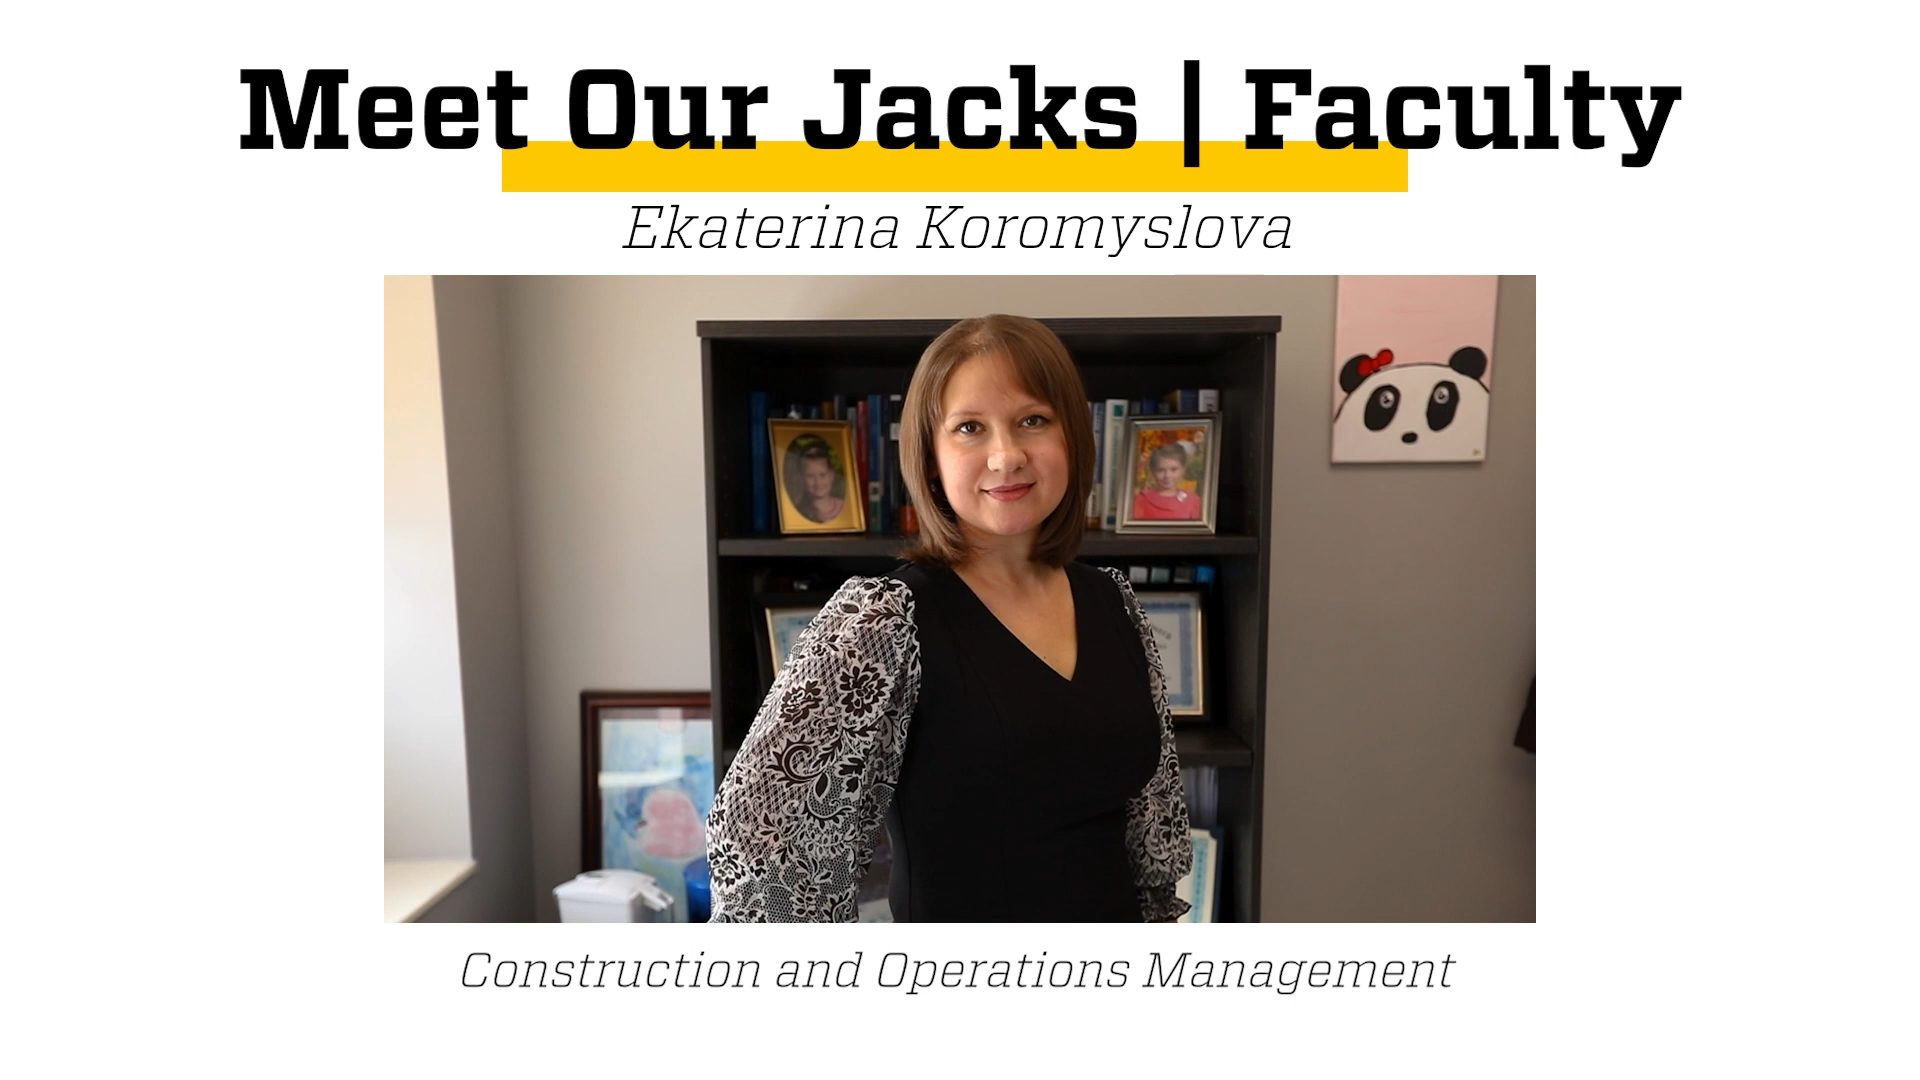 Meet Our Jacks | Faculty
Ekaterina Koromyslova
Construction and Operations Management